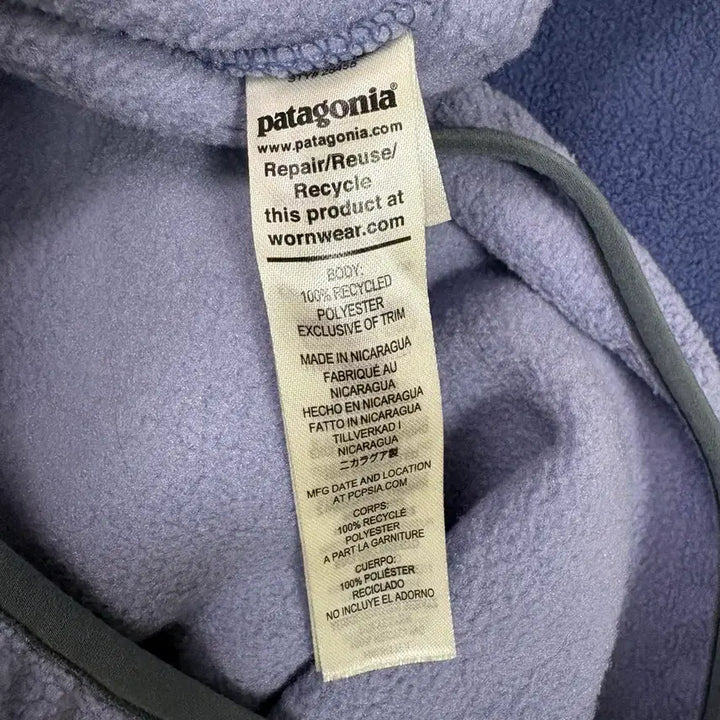 patagonia®
www.patagonia.com
Repair/Reuse/
Recycle
this product at
wornwear.com
BODY:
100% RECYCLED
POLYESTER
EXCLUSIVE OF TRIM
MADE IN NICARAGUA
FABRIQUÉ AU
NICARAGUA
HECHO EN NICARAGUA
FATTO IN NICARAGUA
TILLVERKAD I
NICARAGUA
ニカラグア製
MFG DATE AND LOCATION
AT PCPSIA.COM
CORPS:
100% RECYCLÉ
POLYESTER
A PART LA GARNITURE
CUERPO:
100% POLIÉSTER
RECICLADO
NO INCLUYE EL ADORNO